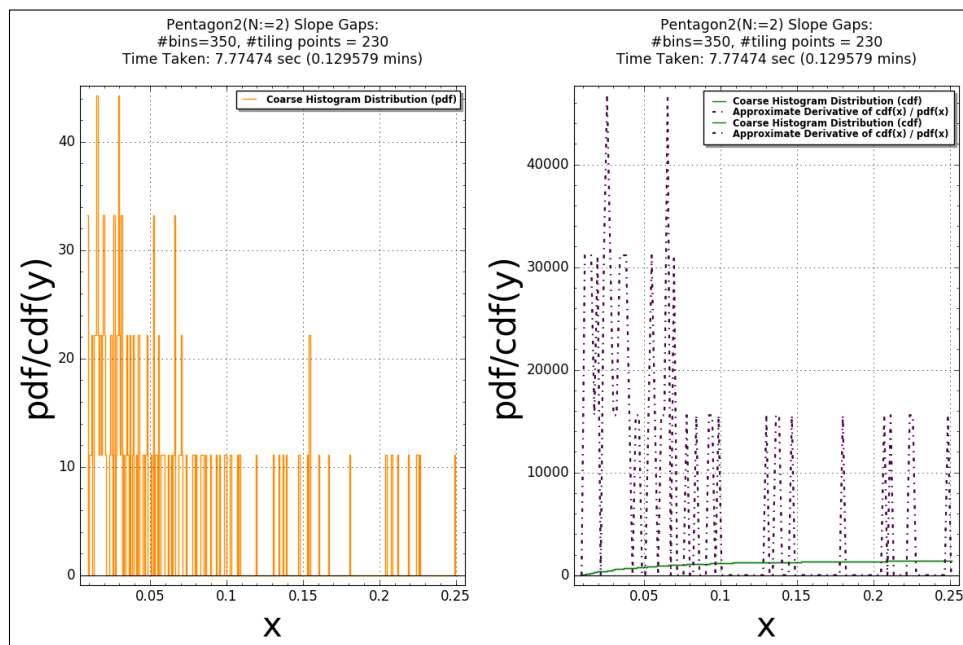 Pentagon2(N:=2) Slope Gaps:
#bins=350, #tiling points = 230
Time Taken: 7.77474 sec (0.129579 mins)
Coarse Histogram Distribution (pdf)
40
30
20
10
0
pdf/cdf(y)
0.05 0.1 0.15 0.2 0.25
x
Pentagon2(N:=2) Slope Gaps:
#bins=350, #tiling points = 230
Time Taken: 7.77474 sec (0.129579 mins)
Coarse Histogram Distribution (cdf)
Approximate Derivative of cdf(x) / pdf(x)
Coarse Histogram Distribution (cdf)
Approximate Derivative of cdf(x) / pdf(x)
40000
30000
20000
10000
0
pdf/cdf(y)
0.05 0.1 0.15 0.2 0.25
x